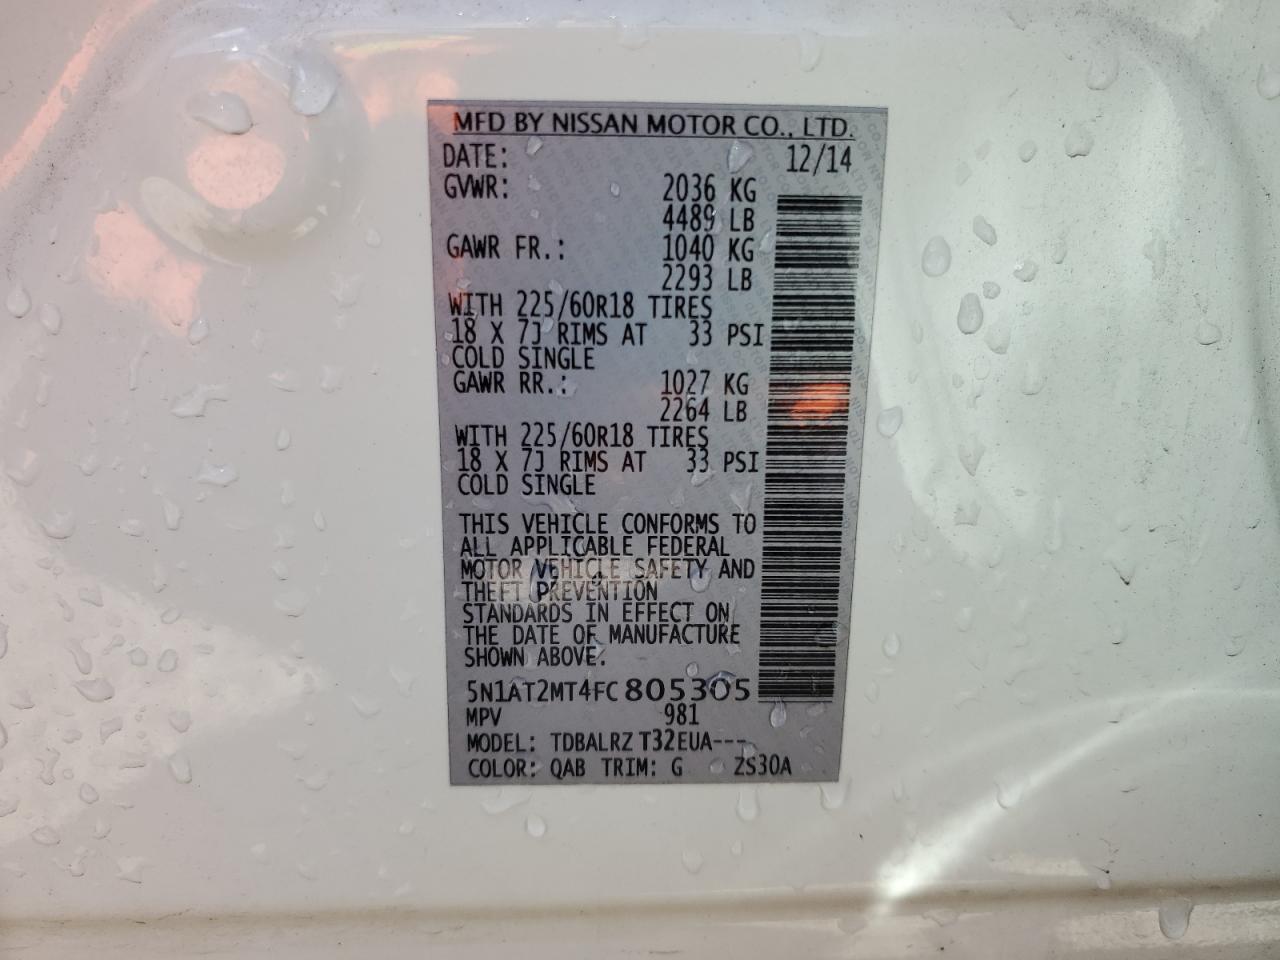 MFD BY NISSAN MOTOR CO., LTD.
DATE: 12/14
GVWR: 2036 KG
4489 LB
GAWR FR.: 1040 KG
2293 LB
WITH 225/60R18 TIRES
18 X 7J RIMS AT 33 PSI
COLD SINGLE
GAWR RR.: 1027 KG
2264 LB
WITH 225/60R18 TIRES
18 X 7J RIMS AT 33 PSI
COLD SINGLE
THIS VEHICLE CONFORMS TO
ALL APPLICABLE FEDERAL
MOTOR VEHICLE SAFETY AND
THEFT PREVENTION
STANDARDS IN EFFECT ON
THE DATE OF MANUFACTURE
SHOWN ABOVE.
5N1AT2MT4FC805305
MPV 981
MODEL: TDBALRZ T32EUA---
COLOR: QAB TRIM: G ZS30A